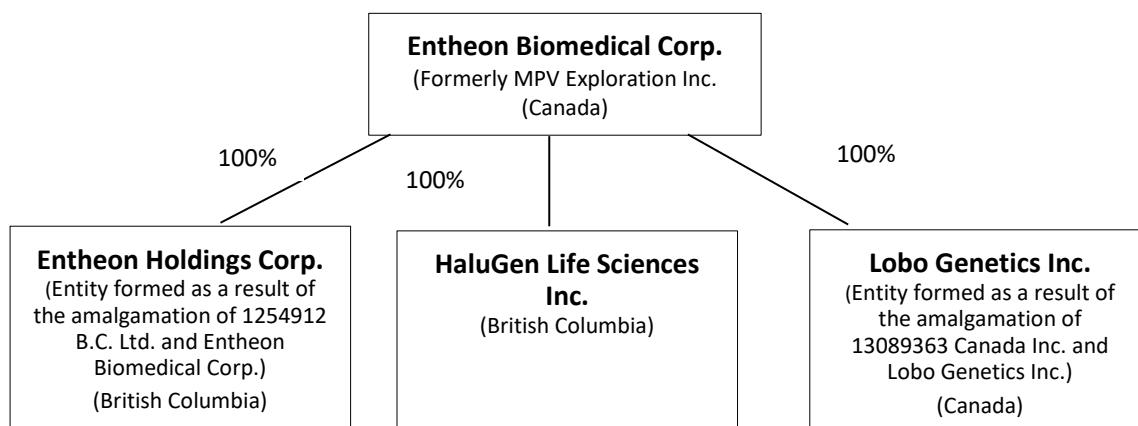 Entheon Biomedical Corp.
(Formerly MPV Exploration Inc.
(Canada)
100%
100%
100%
Entheon Holdings Corp.
(Entity formed as a result of
the amalgamation of 1254912
B.C. Ltd. and Entheon
Biomedical Corp.)
(British Columbia)
HaluGen Life Sciences
Inc.
(British Columbia)
Lobo Genetics Inc.
(Entity formed as a result of
the amalgamation of
13089363 Canada Inc. and
Lobo Genetics Inc.)
(Canada)